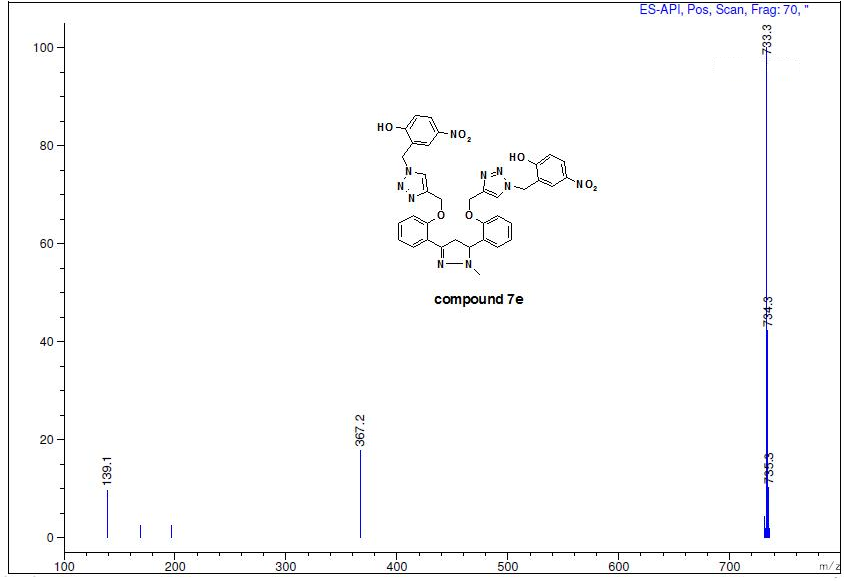 ES-API, Pos, Scan, Frag: 70, "
733.3
100
HO
NO2
80
HO
N
N
N
N
N
N
NO2
O
O
60
N
N
compound 7e
734.3
40
367.2
20
735.3
139.1
0
100
200
300
400
500
600
700
m/z